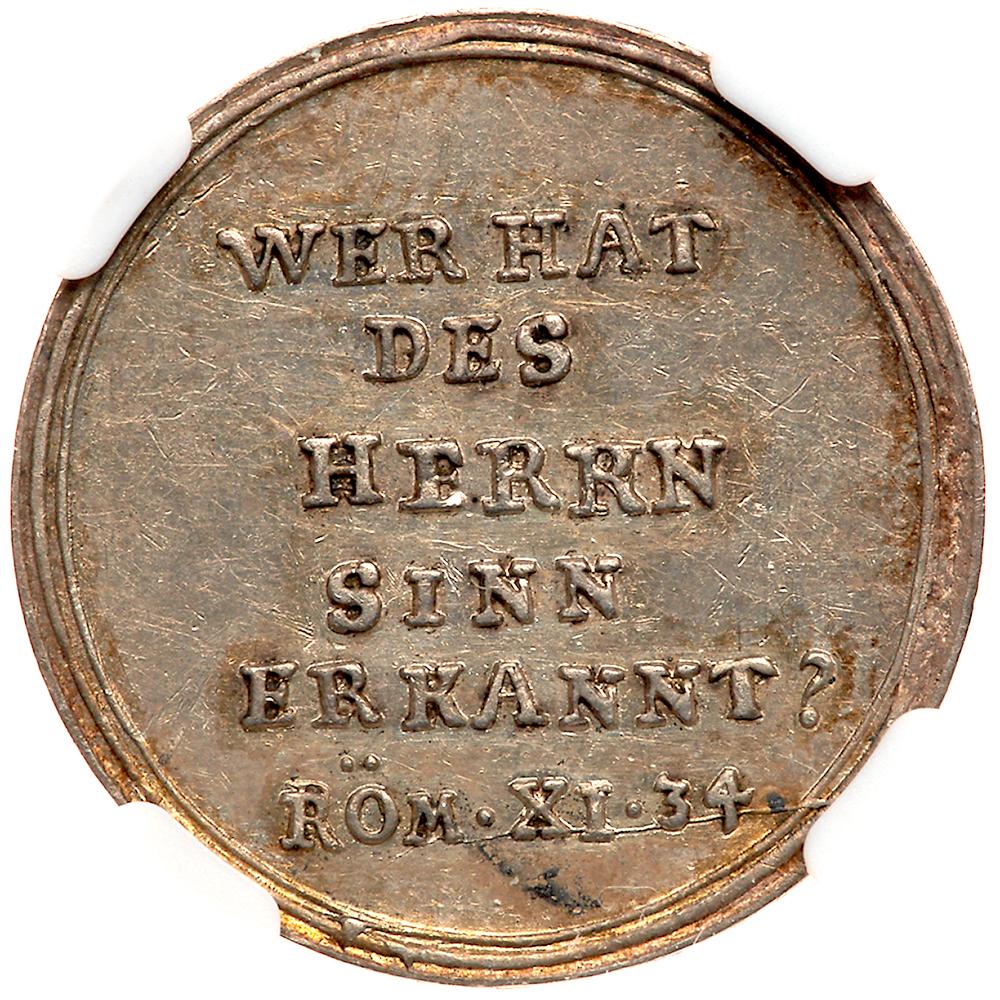 WER HAT
DES
HERRN
SINN
ERKANNT?
RÖM·XI·34